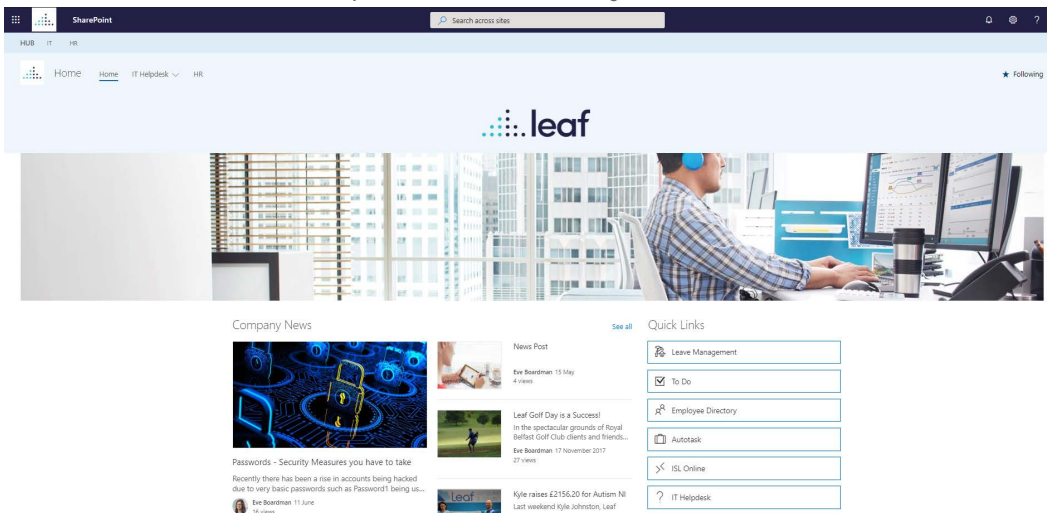 SharePoint
Search across sites
?
HUB IT HR
Home Home IT Helpdesk HR
Following
leaf
Company News
See all
Quick Links
News Post
Eve Boardman 15 May
4 views
Leaf Golf Day is a Success!
In the spectacular grounds of Royal
Belfast Golf Club clients and friends...
Eve Boardman 17 November 2017
27 views
Passwords - Security Measures you have to take
Recently there has been a rise in accounts being hacked
due to very basic passwords such as Password1 being us...
Eve Boardman 11 June
16 views
Leaf
Kyle raises £2156.20 for Autism NI
Last weekend Kyle Johnston, Leaf
Leave Management
To Do
Employee Directory
Autotask
ISL Online
IT Helpdesk